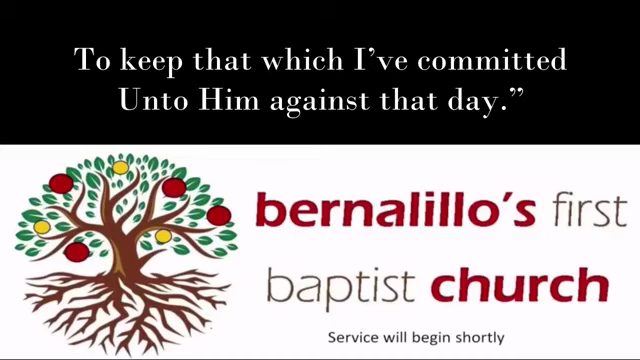 To keep that which I’ve committed
Unto Him against that day.”
bernalillo’s first
baptist church
Service will begin shortly